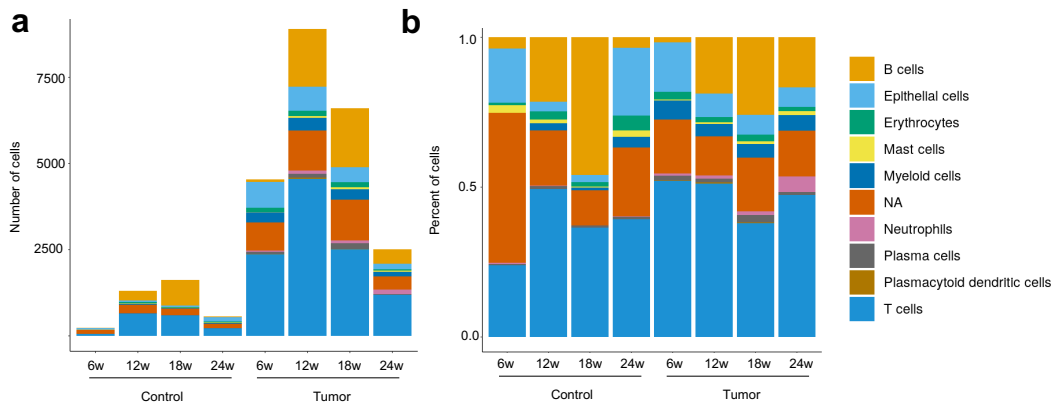 a
Number of cells
7500
5000
2500
6w 12w 18w 24w 6w 12w 18w 24w
Control Tumor
b
Percent of cells
1.0
0.5
0.0
6w 12w 18w 24w 6w 12w 18w 24w
Control Tumor
B cells
Epithelial cells
Erythrocytes
Mast cells
Myeloid cells
NA
Neutrophils
Plasma cells
Plasmacytoid dendritic cells
T cells